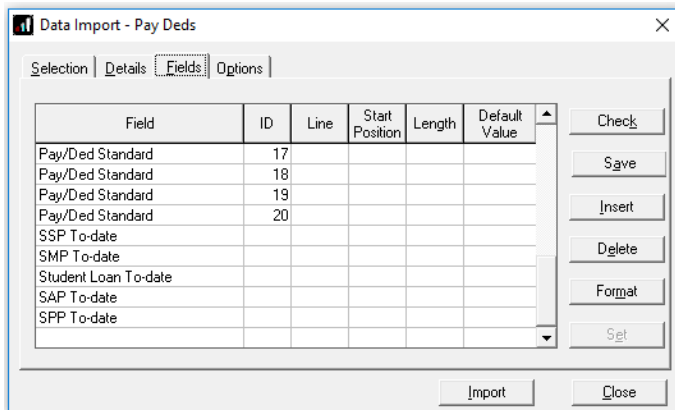 Data Import - Pay Deds
Selection Details Fields Options
Field ID Line Start Position Length Default Value
Pay/Ded Standard 17
Pay/Ded Standard 18
Pay/Ded Standard 19
Pay/Ded Standard 20
SSP To-date
SMP To-date
Student Loan To-date
SAP To-date
SPP To-date
Check
Save
Insert
Delete
Format
Set
Import Close